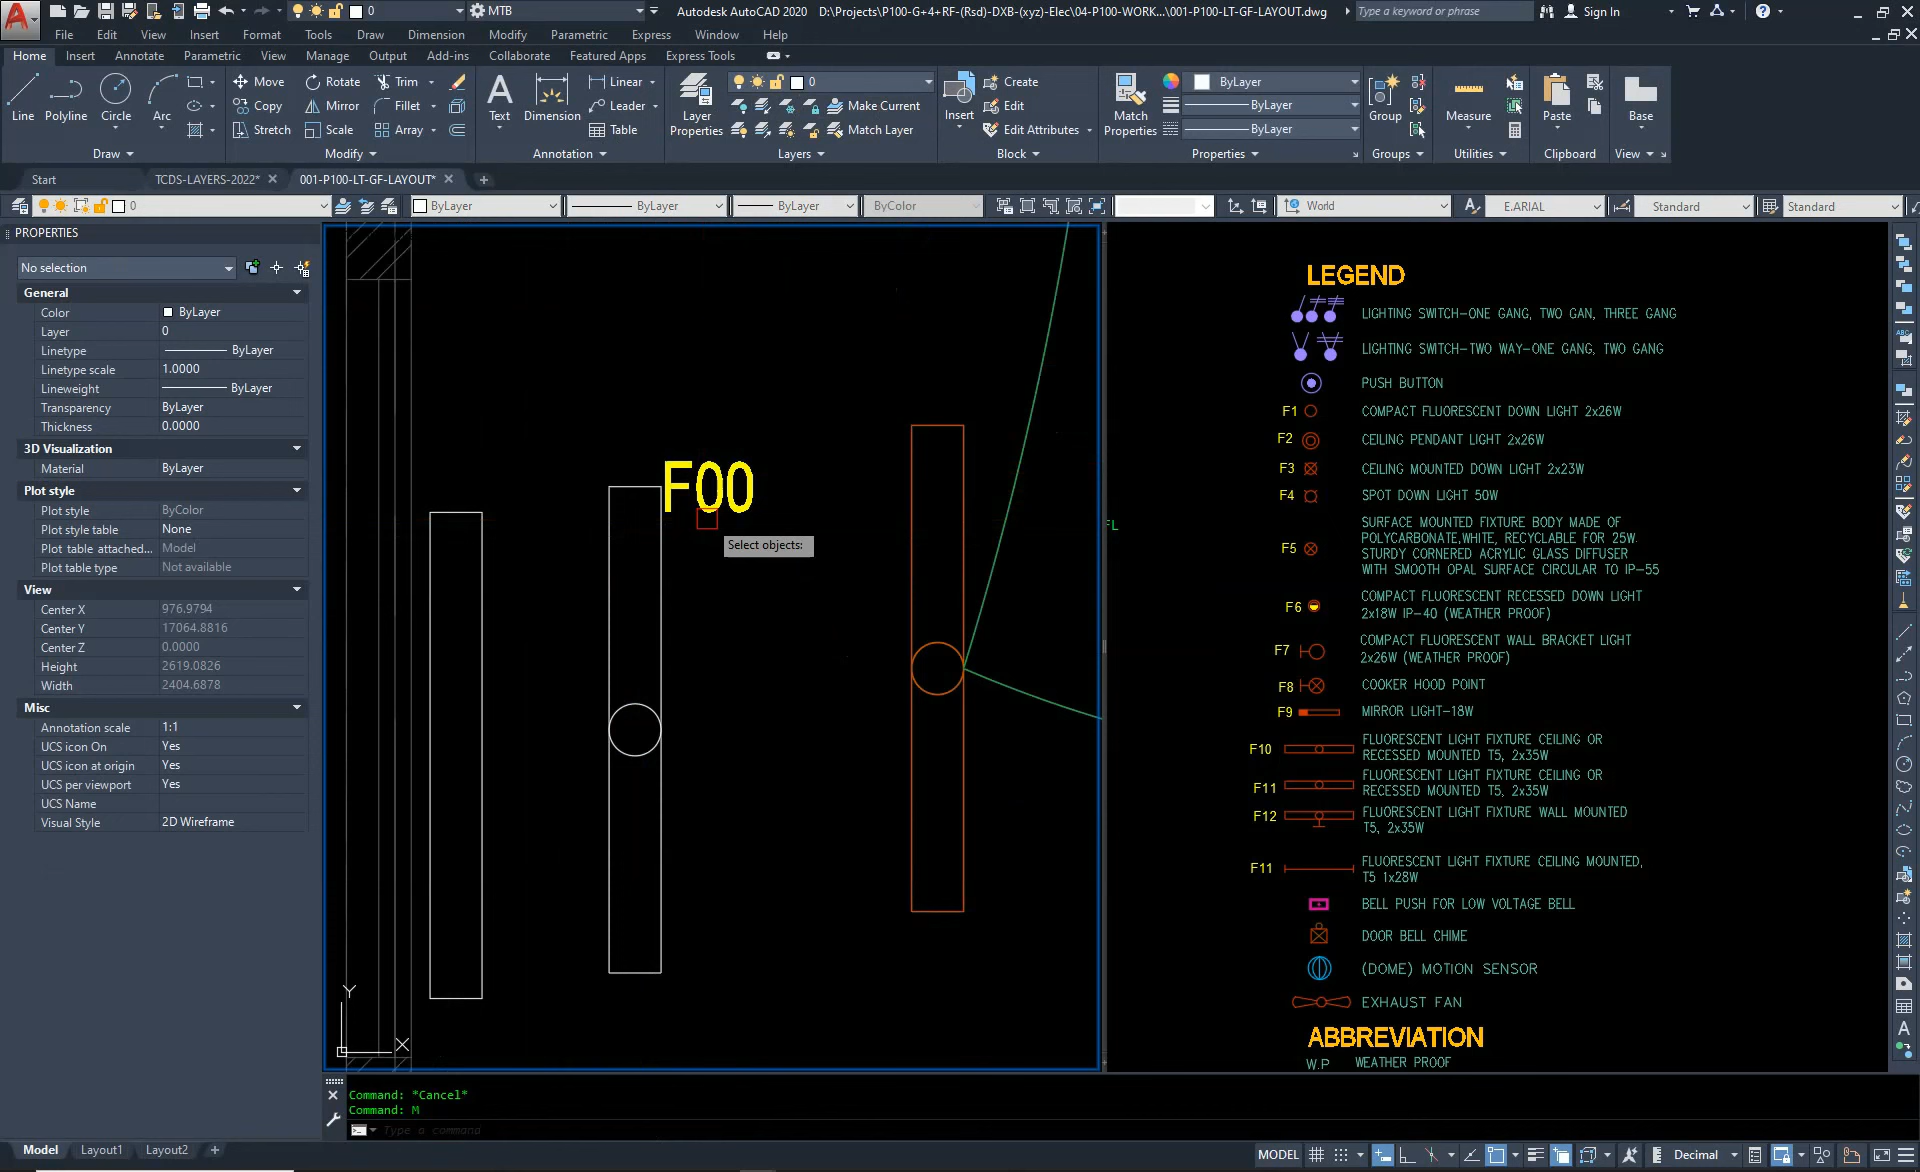 0
MTB
Autodesk AutoCAD 2020 D:\Projects\P100-G+4+RF-(Rsd)-DXB-(xyz)-Elec\04-P100-WORK...\001-P100-LT-GF-LAYOUT.dwg
Type a keyword or phrase
Sign In
File Edit View Insert Format Tools Draw Dimension Modify Parametric Express Window Help
Home Insert Annotate Parametric View Manage Output Add-ins Collaborate Featured Apps Express Tools
Line
Polyline
Circle
Arc
Draw
Move Rotate Trim
Copy Mirror Fillet
Stretch Scale Array
Modify
Text
Dimension
Linear
Leader
Table
Annotation
Layer
Properties
0
Make Current
Match Layer
Layers
Insert
Create
Edit
Edit Attributes
Block
Match
Properties
ByLayer
ByLayer
ByLayer
Properties
Group
Groups
Measure
Utilities
Paste
Clipboard
Base
View
Start TCDS-LAYERS-2022* 001-P100-LT-GF-LAYOUT*
0 ByLayer ByLayer ByLayer ByColor World E.ARIAL Standard Standard
PROPERTIES
No selection
General
Color ByLayer
Layer 0
Linetype ByLayer
Linetype scale 1.0000
Lineweight ByLayer
Transparency ByLayer
Thickness 0.0000
3D Visualization
Material ByLayer
Plot style
Plot style ByColor
Plot style table None
Plot table attached... Model
Plot table type Not available
View
Center X 976.9794
Center Y 17064.8816
Center Z 0.0000
Height 2619.0826
Width 2404.6878
Misc
Annotation scale 1:1
UCS icon On Yes
UCS icon at origin Yes
UCS per viewport Yes
UCS Name
Visual Style 2D Wireframe
F00
Select objects:
Y
X
FL
LEGEND
LIGHTING SWITCH-ONE GANG, TWO GAN, THREE GANG
LIGHTING SWITCH-TWO WAY-ONE GANG, TWO GANG
PUSH BUTTON
F1 COMPACT FLUORESCENT DOWN LIGHT 2x26W
F2 CEILING PENDANT LIGHT 2x26W
F3 CEILING MOUNTED DOWN LIGHT 2x23W
F4 SPOT DOWN LIGHT 50W
F5 SURFACE MOUNTED FIXTURE BODY MADE OF
POLYCARBONATE,WHITE, RECYCLABLE FOR 25W
STURDY CORNERED ACRYLIC GLASS DIFFUSER
WITH SMOOTH OPAL SURFACE CIRCULAR TO IP-55
F6 COMPACT FLUORESCENT RECESSED DOWN LIGHT
2x18W IP-40 (WEATHER PROOF)
F7 COMPACT FLUORESCENT WALL BRACKET LIGHT
2x26W (WEATHER PROOF)
F8 COOKER HOOD POINT
F9 MIRROR LIGHT-18W
F10 FLUORESCENT LIGHT FIXTURE CEILING OR
RECESSED MOUNTED T5, 2x35W
F11 FLUORESCENT LIGHT FIXTURE CEILING OR
RECESSED MOUNTED T5, 2x35W
F12 FLUORESCENT LIGHT FIXTURE WALL MOUNTED
T5, 2x35W
F11 FLUORESCENT LIGHT FIXTURE CEILING MOUNTED,
T5 1x28W
BELL PUSH FOR LOW VOLTAGE BELL
DOOR BELL CHIME
(DOME) MOTION SENSOR
EXHAUST FAN
ABBREVIATION
W.P WEATHER PROOF
Command: *Cancel*
Command: M
Type a command
Model Layout1 Layout2
MODEL Decimal